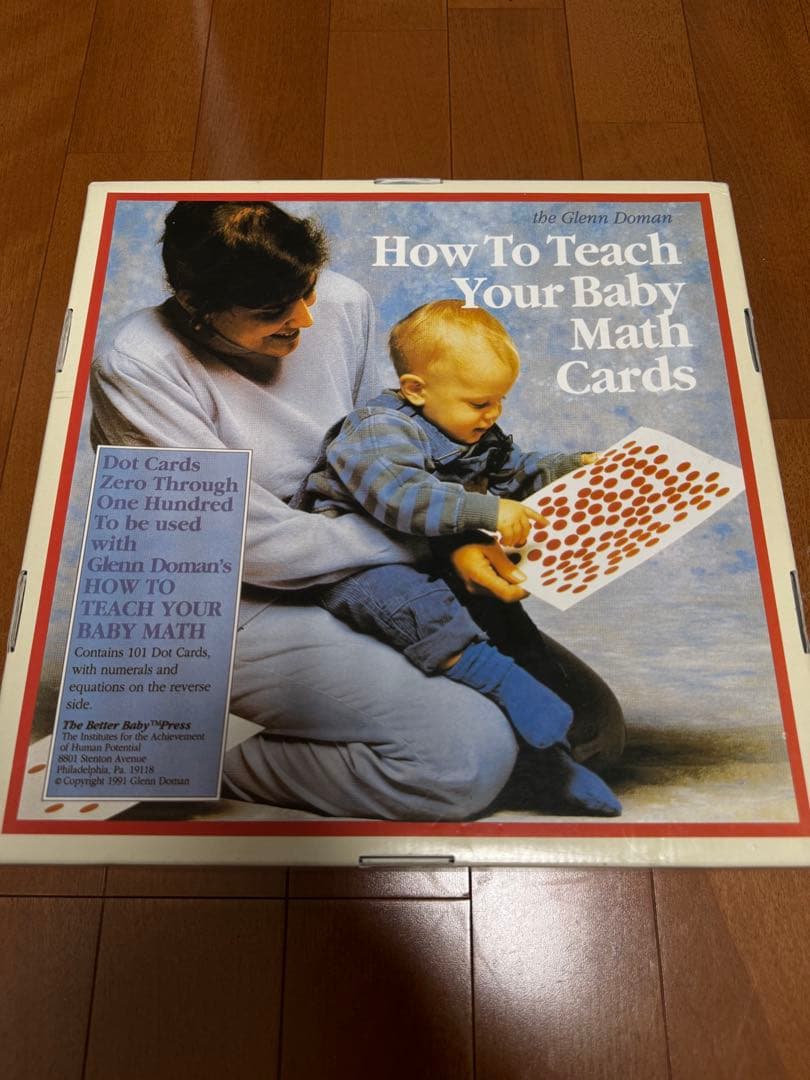 the Glenn Doman
How To Teach
Your Baby
Math
Cards
Dot Cards
Zero Through
One Hundred
To be used
with
Glenn Doman's
HOW TO
TEACH YOUR
BABY MATH
Contains 101 Dot Cards,
with numerals and
equations on the reverse
side.
The Better Baby™Press
The Institutes for the Achievement
of Human Potential
8801 Stenton Avenue
Philadelphia, Pa. 19118
© Copyright 1991 Glenn Doman